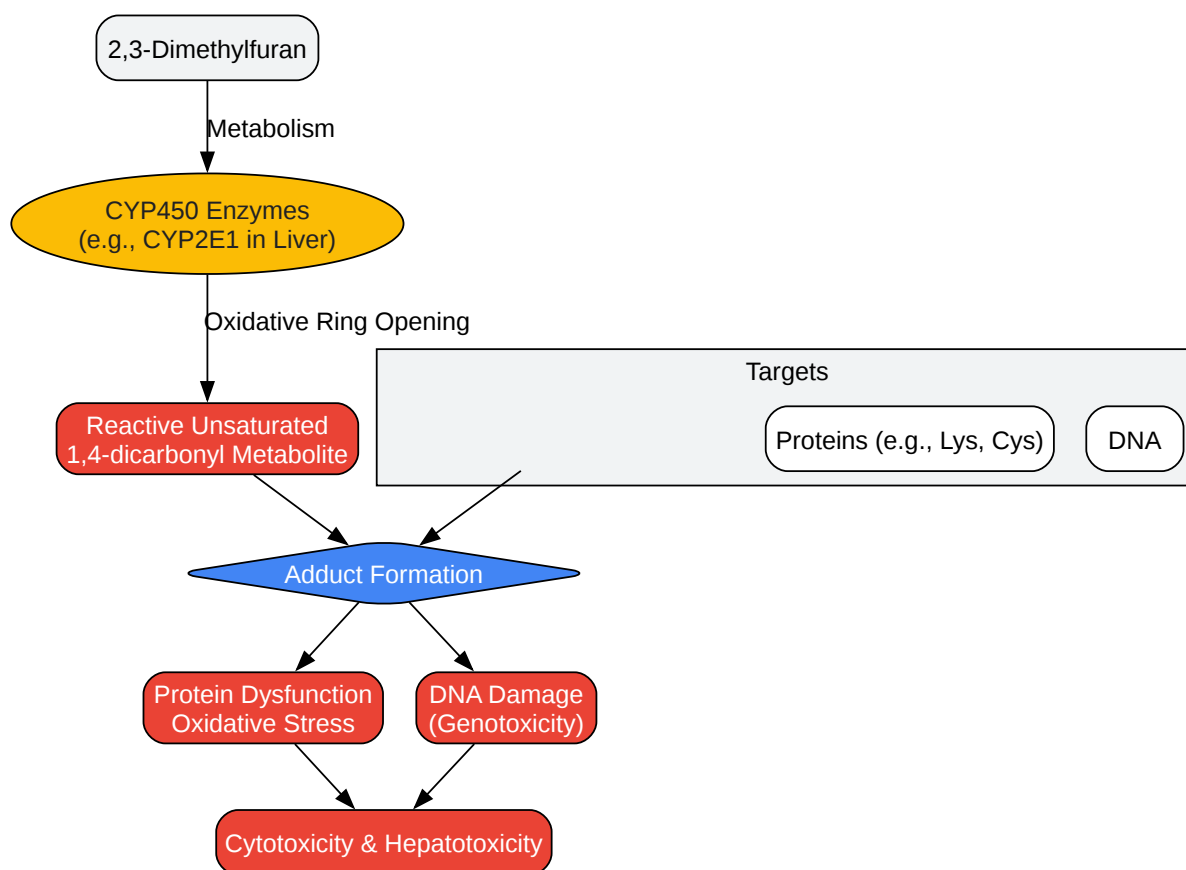 2,3-Dimethylfuran
Metabolism
CYP450 Enzymes
(e.g., CYP2E1 in Liver)
Oxidative Ring Opening
Targets
Reactive Unsaturated
1,4-dicarbonyl Metabolite
Proteins (e.g., Lys, Cys)
DNA
Adduct Formation
Protein Dysfunction
Oxidative Stress
DNA Damage
(Genotoxicity)
Cytotoxicity & Hepatotoxicity